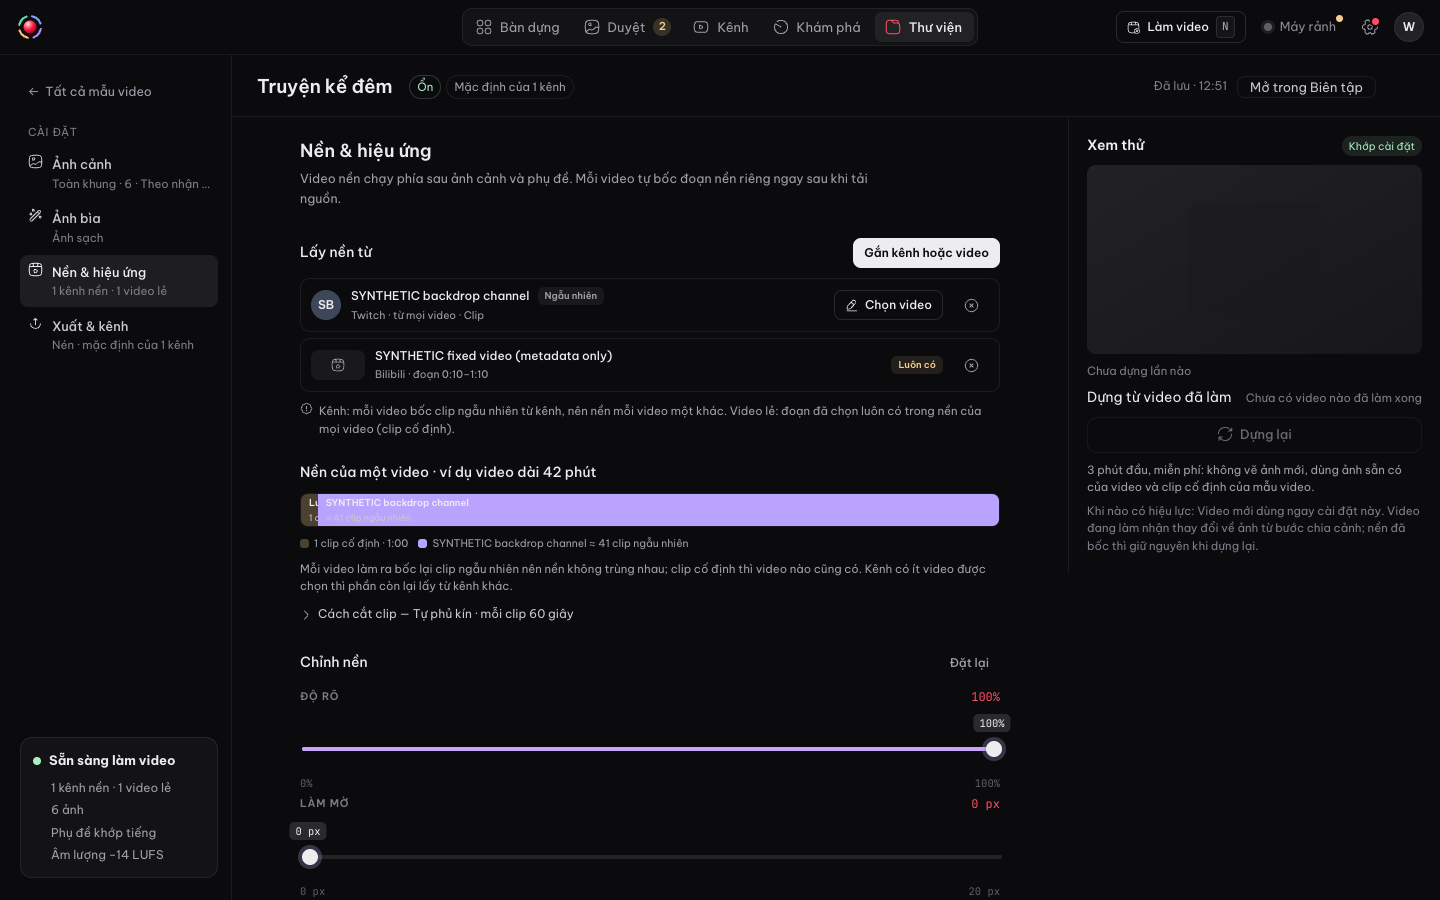 Bàn dựng
Duyệt 2
Kênh
Khám phá
Thư viện
Làm video N
Máy rảnh
W
← Tất cả mẫu video
CÀI ĐẶT
Ảnh cảnh
Toàn khung · 6 · Theo nhận ...
Ảnh bìa
Ảnh sạch
Nền & hiệu ứng
1 kênh nền · 1 video lẻ
Xuất & kênh
Nén · mặc định của 1 kênh
Sẵn sàng làm video
1 kênh nền · 1 video lẻ
6 ảnh
Phụ đề khớp tiếng
Âm lượng -14 LUFS
Truyện kể đêm
Ổn
Mặc định của 1 kênh
Đã lưu · 12:51
Mở trong Biên tập
Nền & hiệu ứng
Video nền chạy phía sau ảnh cảnh và phụ đề. Mỗi video tự bốc đoạn nền riêng ngay sau khi tải
nguồn.
Lấy nền từ
Gắn kênh hoặc video
SB
SYNTHETIC backdrop channel
Ngẫu nhiên
Twitch · từ mọi video · Clip
Chọn video
SYNTHETIC fixed video (metadata only)
Bilibili · đoạn 0:10–1:10
Luôn có
Kênh: mỗi video bốc clip ngẫu nhiên từ kênh, nên nền mỗi video một khác. Video lẻ: đoạn đã chọn luôn có trong nền của
mọi video (clip cố định).
Nền của một video · ví dụ video dài 42 phút
SYNTHETIC backdrop channel
≈ 41 clip ngẫu nhiên
1 clip cố định · 1:00
SYNTHETIC backdrop channel ≈ 41 clip ngẫu nhiên
Mỗi video làm ra bốc lại clip ngẫu nhiên nên nền không trùng nhau; clip cố định thì video nào cũng có. Kênh có ít video được
chọn thì phần còn lại lấy từ kênh khác.
Cách cắt clip — Tự phủ kín · mỗi clip 60 giây
Chỉnh nền
Đặt lại
ĐỘ RÕ
100%
100%
0%
100%
LÀM MỜ
0 px
0 px
0 px
20 px
Xem thử
Khớp cài đặt
Chưa dựng lần nào
Dựng từ video đã làm
Chưa có video nào đã làm xong
Dựng lại
3 phút đầu, miễn phí: không vẽ ảnh mới, dùng ảnh sẵn có
của video và clip cố định của mẫu video.
Khi nào có hiệu lực: Video mới dùng ngay cài đặt này. Video
đang làm nhận thay đổi về ảnh từ bước chia cảnh; nền đã
bốc thì giữ nguyên khi dựng lại.